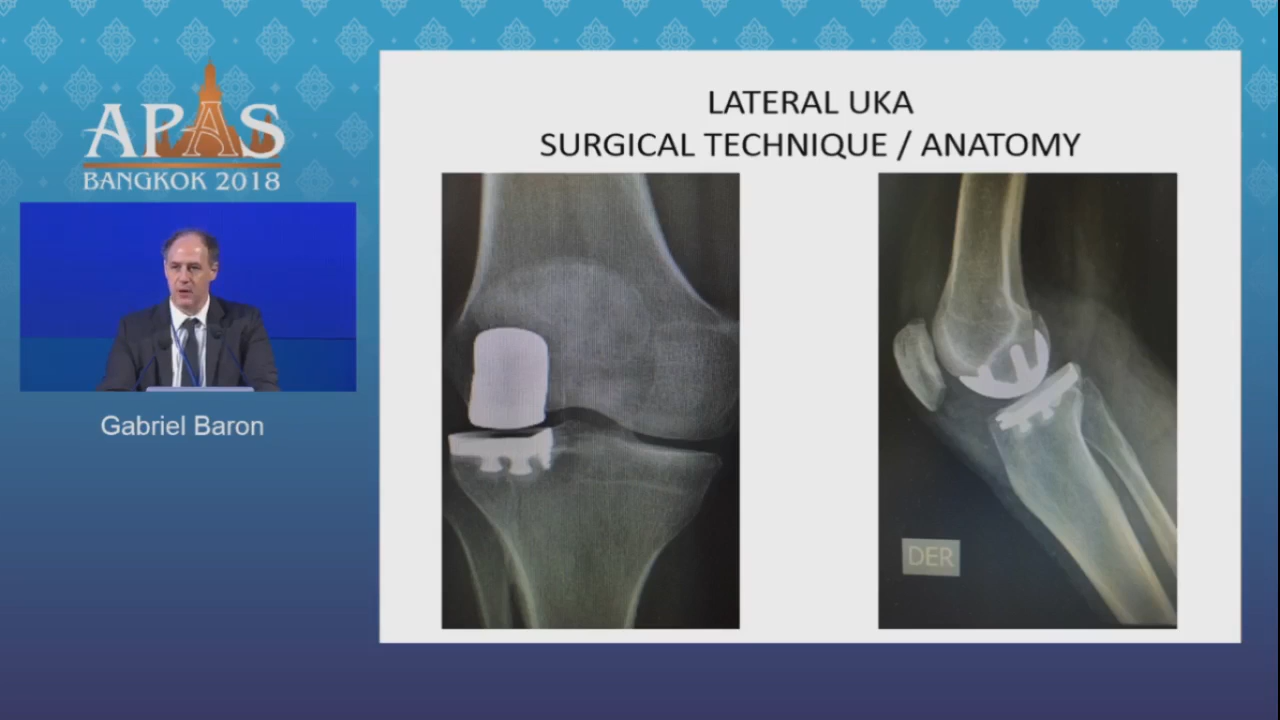 APAS
BANGKOK 2018
Gabriel Baron
LATERAL UKA
SURGICAL TECHNIQUE / ANATOMY
DER